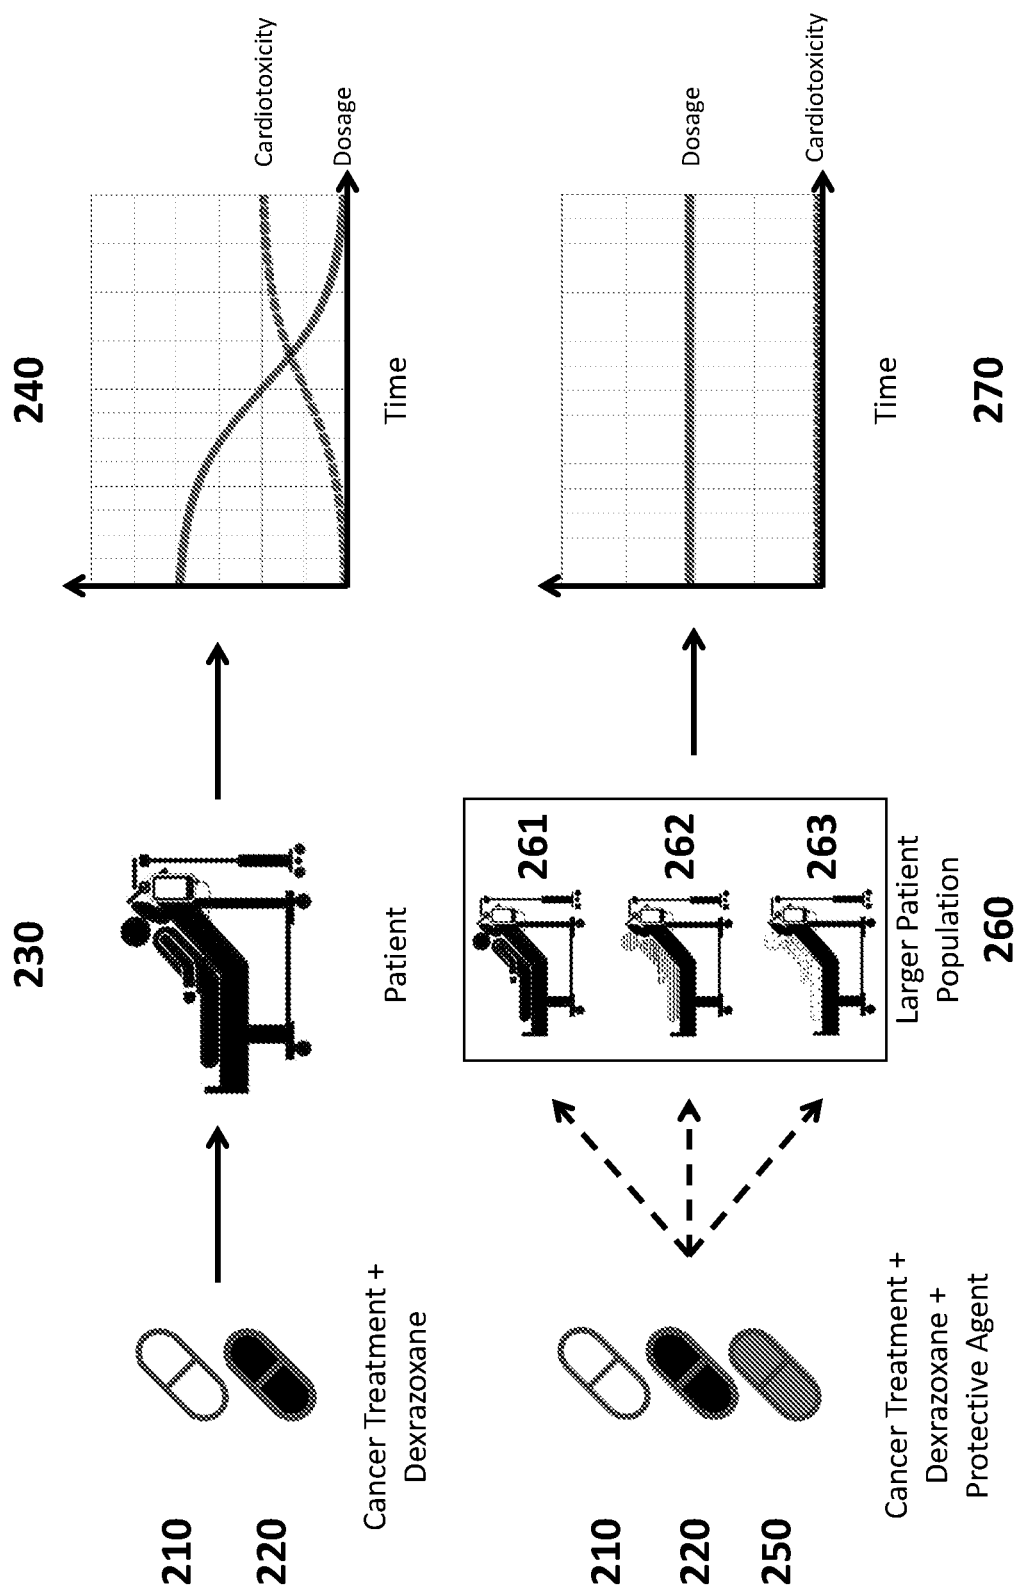 210
220
Cancer Treatment +
Dexrazoxane
230
Patient
240
Cardiotoxicity
Dosage
Time
210
220
250
Cancer Treatment +
Dexrazoxane +
Protective Agent
261
262
263
Larger Patient
Population
260
Dosage
Cardiotoxicity
Time
270